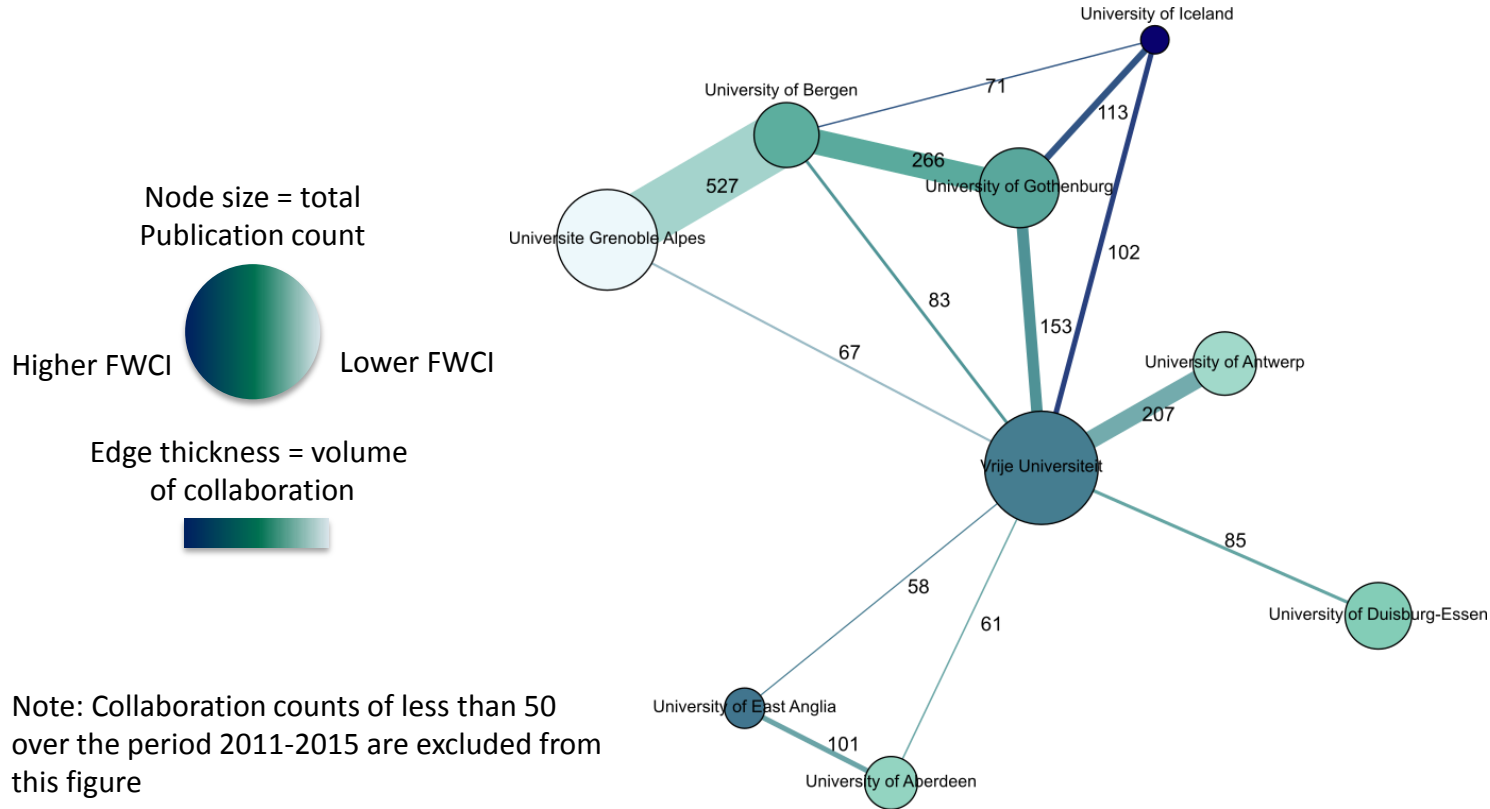 University of Iceland
University of Bergen
71
113
266
527
University of Gothenburg
Node size = total
Publication count
Universite Grenoble Alpes
102
83
153
67
Higher FWCI
Lower FWCI
University of Antwerp
207
Edge thickness = volume
of collaboration
Vrije Universiteit
85
58
61
University of Duisburg-Essen
University of East Anglia
101
University of Aberdeen
Note: Collaboration counts of less than 50
over the period 2011-2015 are excluded from
this figure